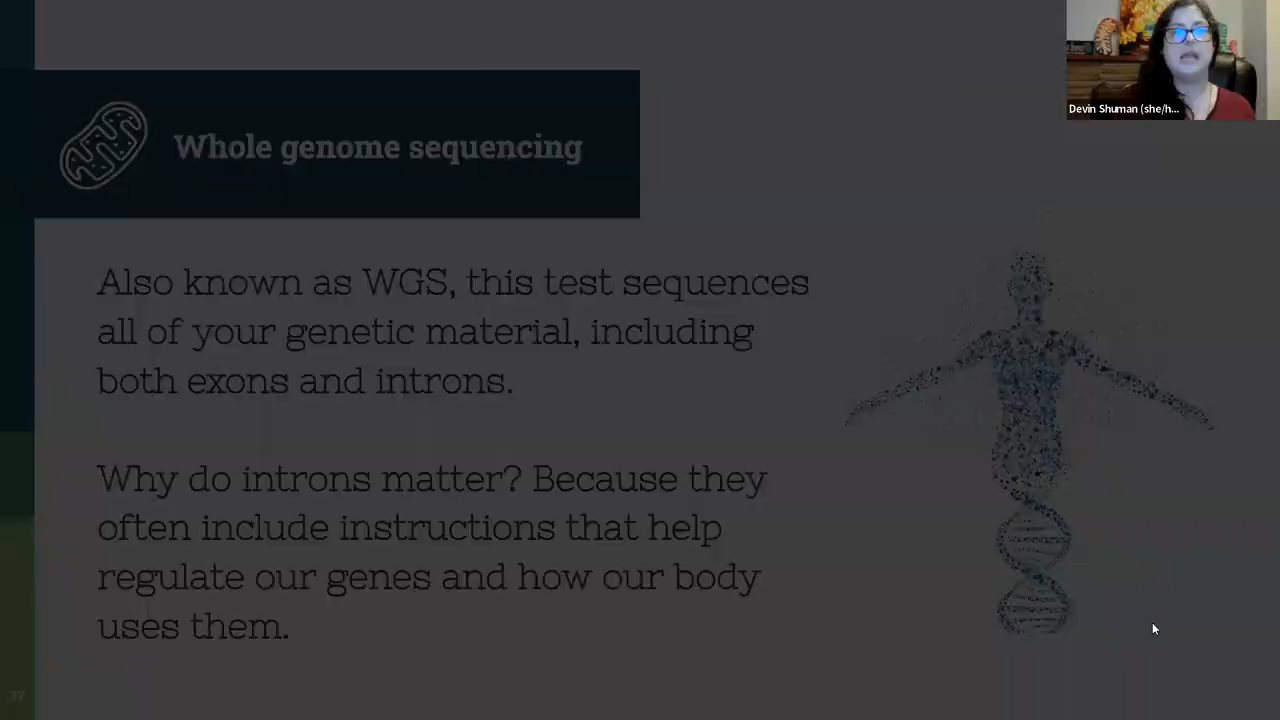 Devin Shuman (she/h...
Whole genome sequencing
Also known as WGS, this test sequences
all of your genetic material, including
both exons and introns.
Why do introns matter? Because they
often include instructions that help
regulate our genes and how our body
uses them.
37